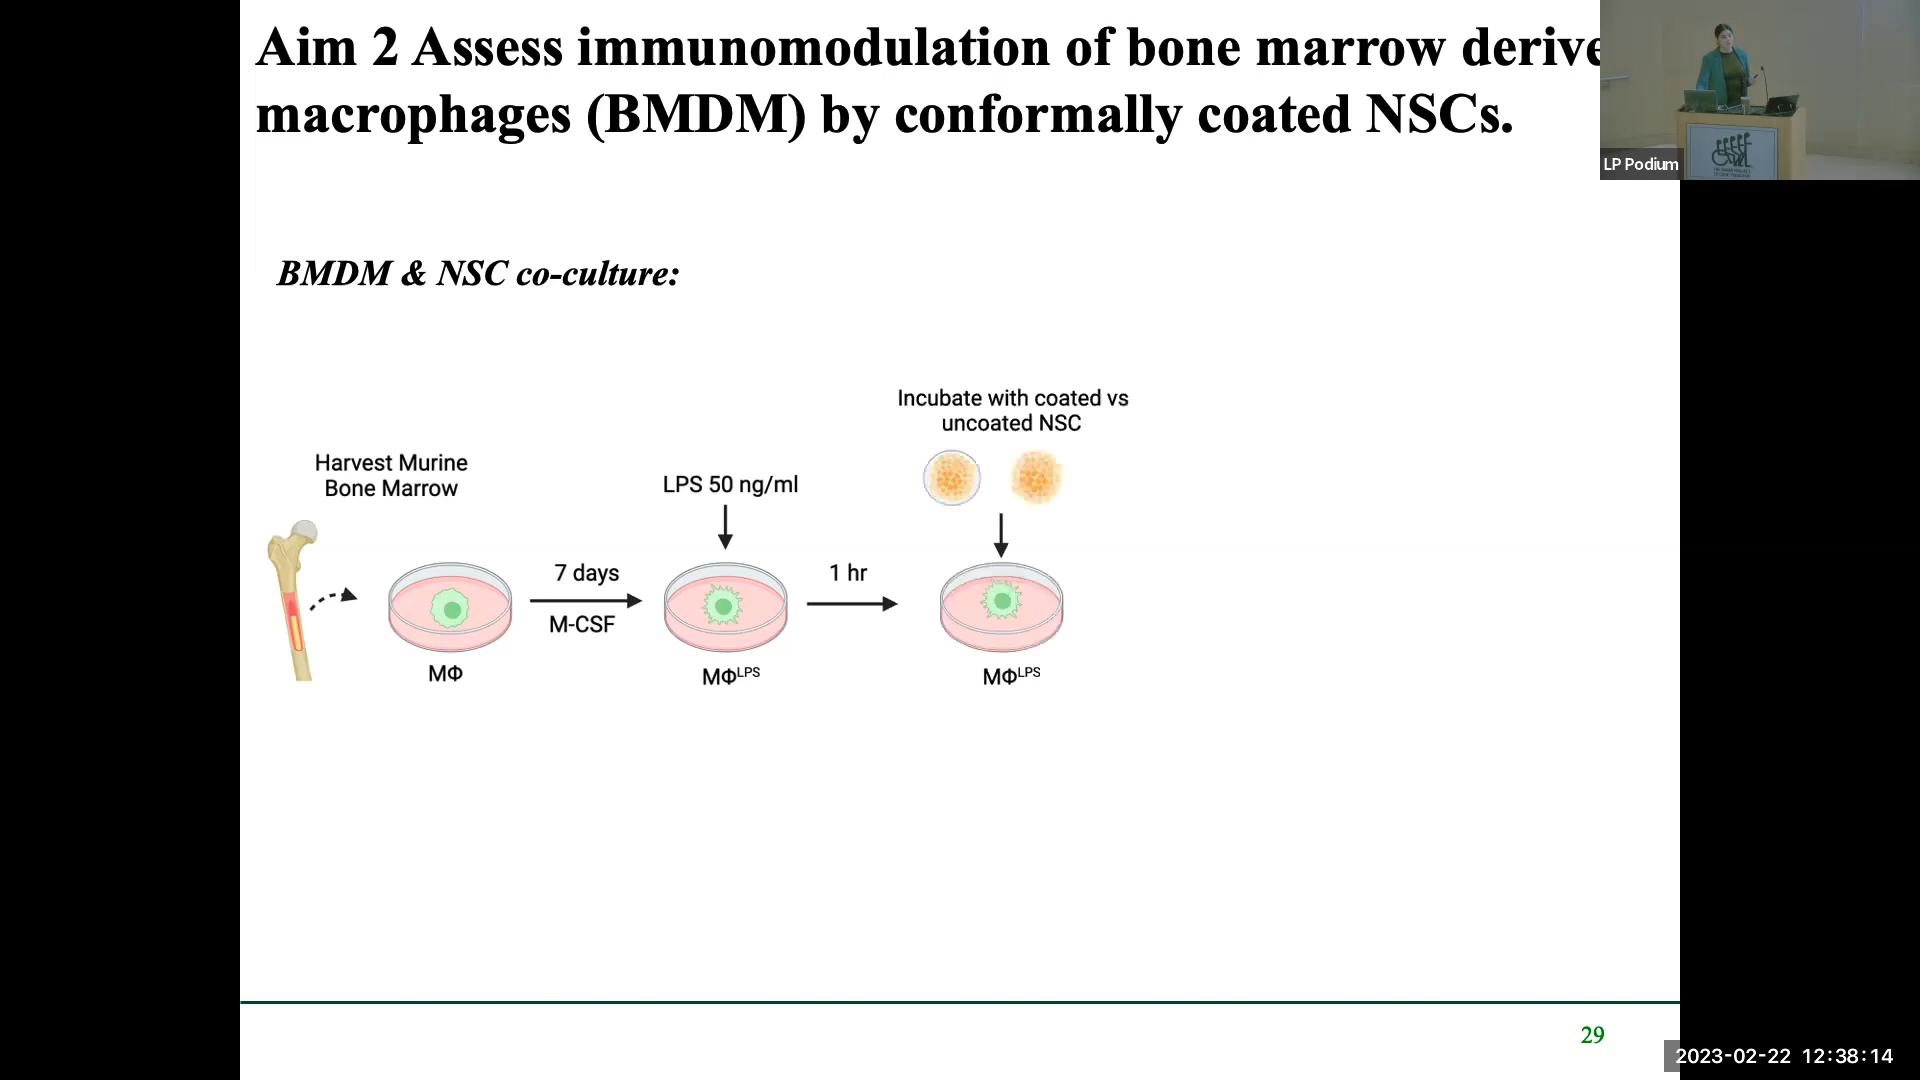 Aim 2 Assess immunomodulation of bone marrow derive
macrophages (BMDM) by conformally coated NSCs.
LP Podium
BMDM & NSC co-culture:
Incubate with coated vs
uncoated NSC
Harvest Murine
Bone Marrow
LPS 50 ng/ml
7 days
1 hr
M-CSF
MΦ
MΦLPS
MΦLPS
29
2023-02-22 12:38:14